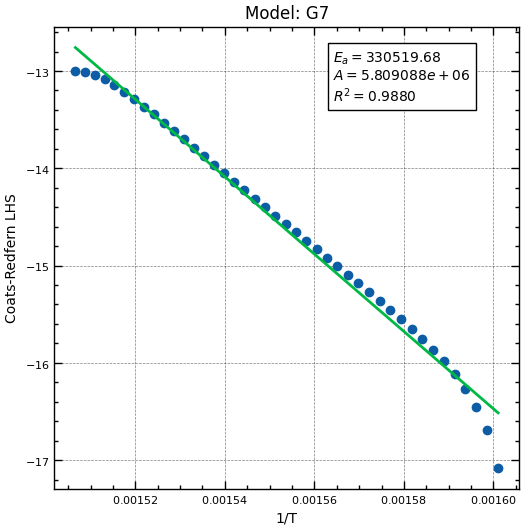 Model: G7
E_a = 330519.68
A = 5.809088e + 06
R² = 0.9880
Coats-Redfern LHS
−13
−14
−15
−16
−17
0.00152 0.00154 0.00156 0.00158 0.00160
1/T